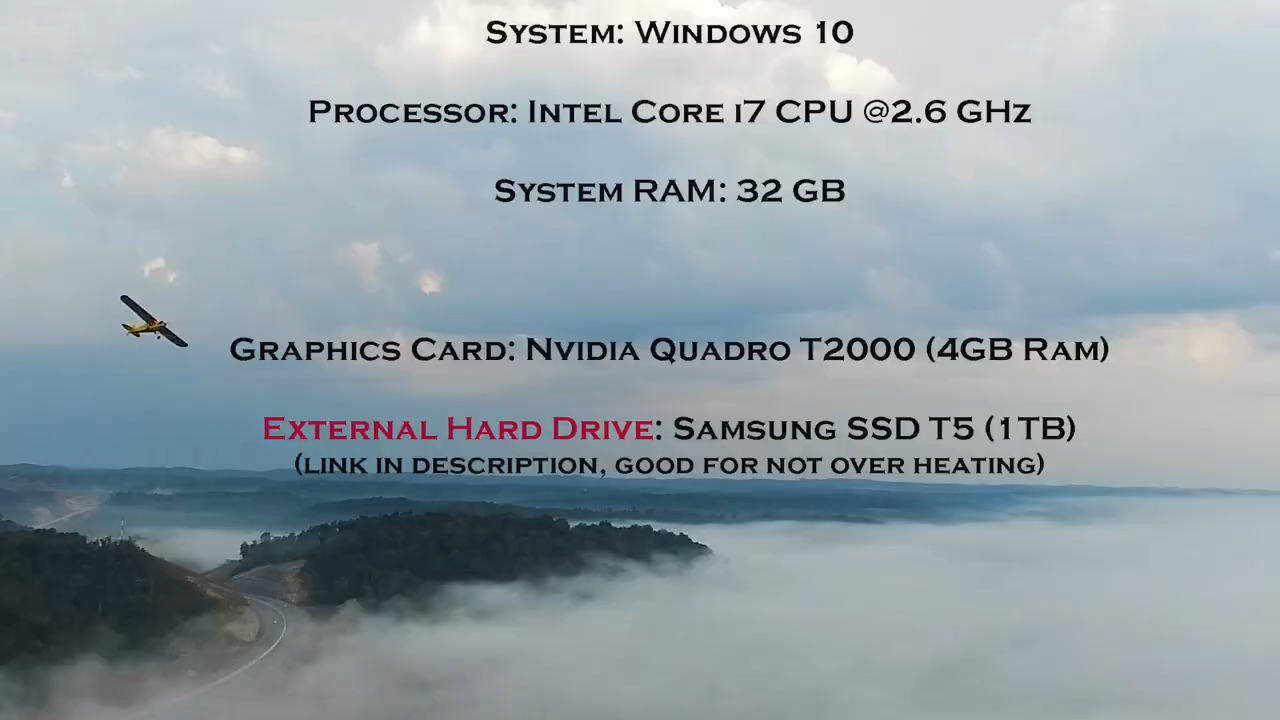 System: Windows 10
Processor: Intel Core i7 CPU @2.6 GHz
System RAM: 32 GB
Graphics Card: Nvidia Quadro T2000 (4GB Ram)
External Hard Drive: Samsung SSD T5 (1TB)
(link in description, good for not over heating)